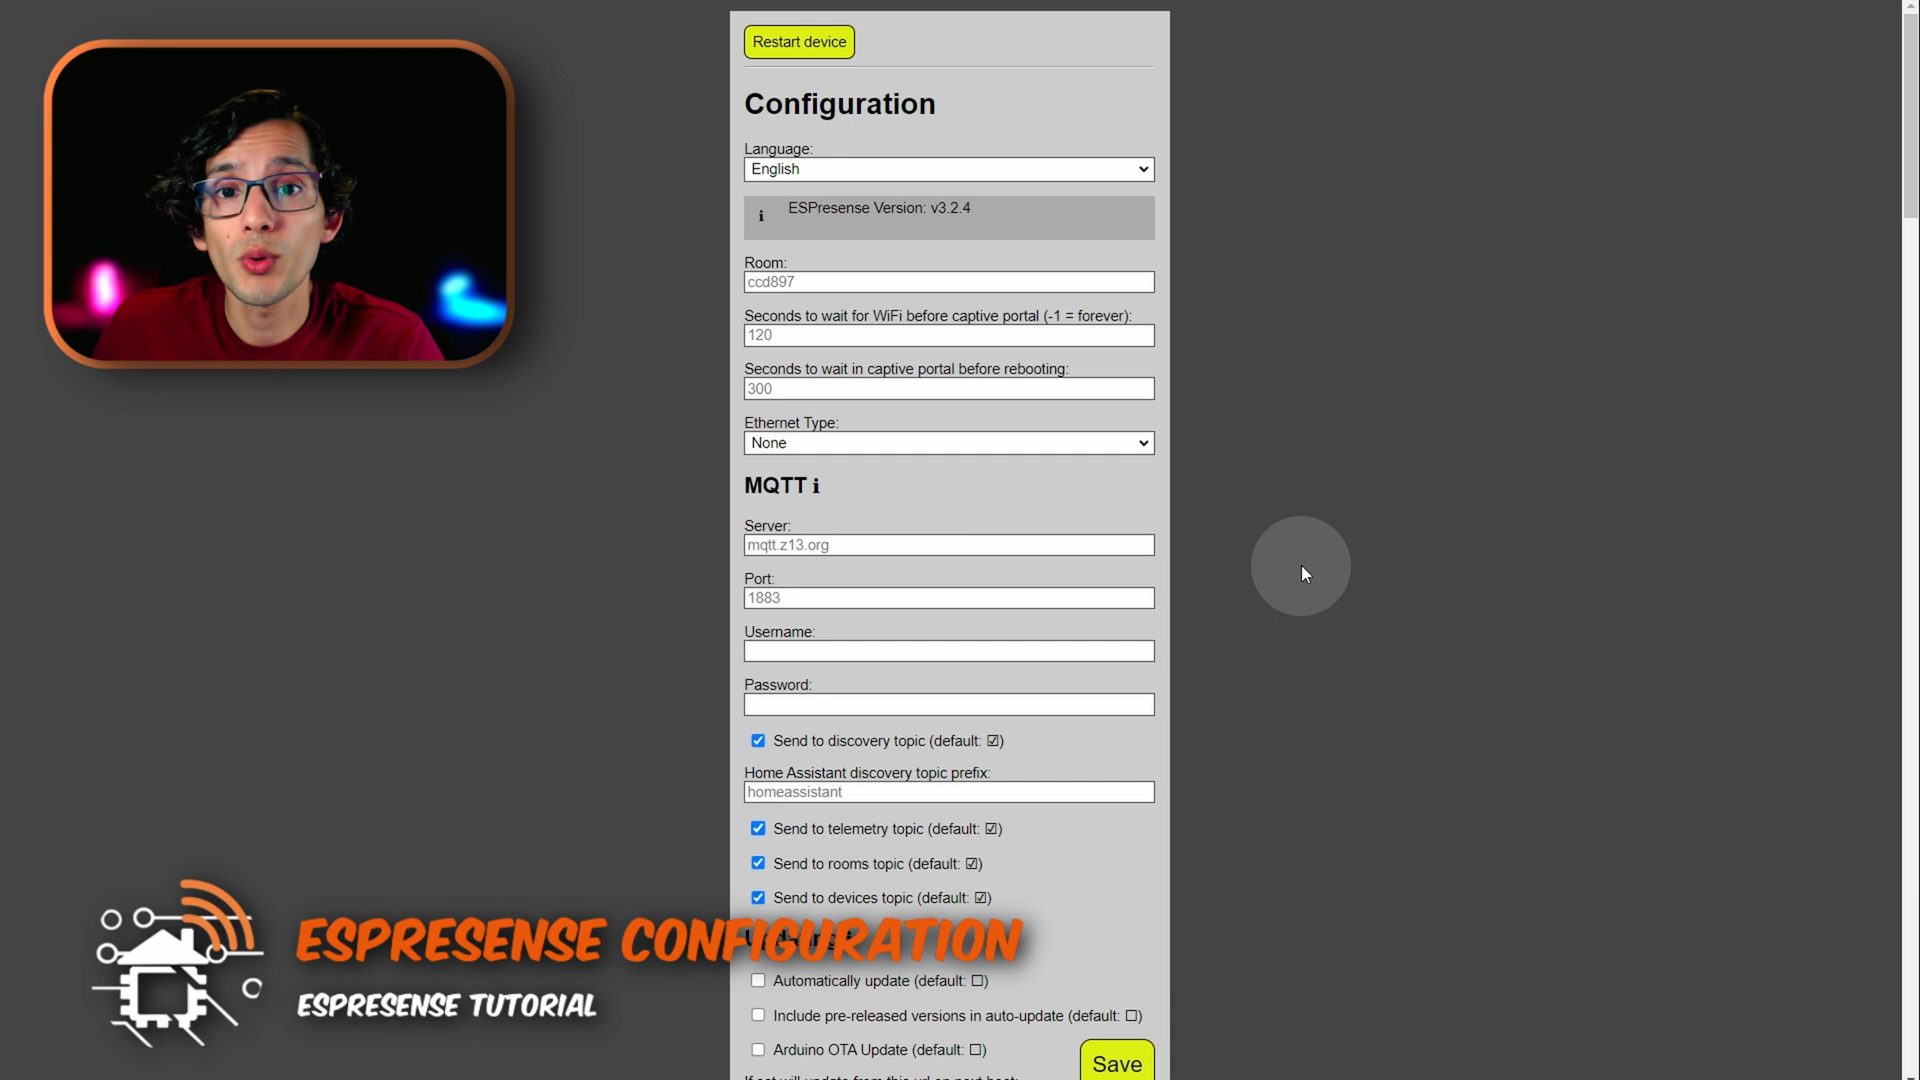 Restart device
Configuration
Language:
English
i ESPresense Version: v3.2.4
Room:
ccd897
Seconds to wait for WiFi before captive portal (-1 = forever):
120
Seconds to wait in captive portal before rebooting:
300
Ethernet Type:
None
MQTT i
Server:
mqtt.z13.org
Port:
1883
Username:
Password:
Send to discovery topic (default: ☑)
Home Assistant discovery topic prefix:
homeassistant
Send to telemetry topic (default: ☑)
Send to rooms topic (default: ☑)
Send to devices topic (default: ☑)
ESPRESENSE CONFIGURATION
ESPRESENSE TUTORIAL
Automatically update (default: ☐)
Include pre-released versions in auto-update (default: ☐)
Arduino OTA Update (default: ☐)
Save